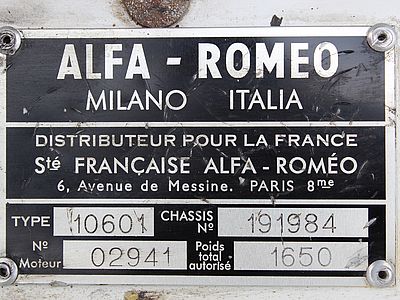 ALFA - ROMEO
MILANO ITALIA
DISTRIBUTEUR POUR LA FRANCE
Sté FRANÇAISE ALFA-ROMÉO
6, Avenue de Messine. PARIS 8me
TYPE 10601 CHASSIS No 191984
No Moteur 02941 Poids total autorisé 1650